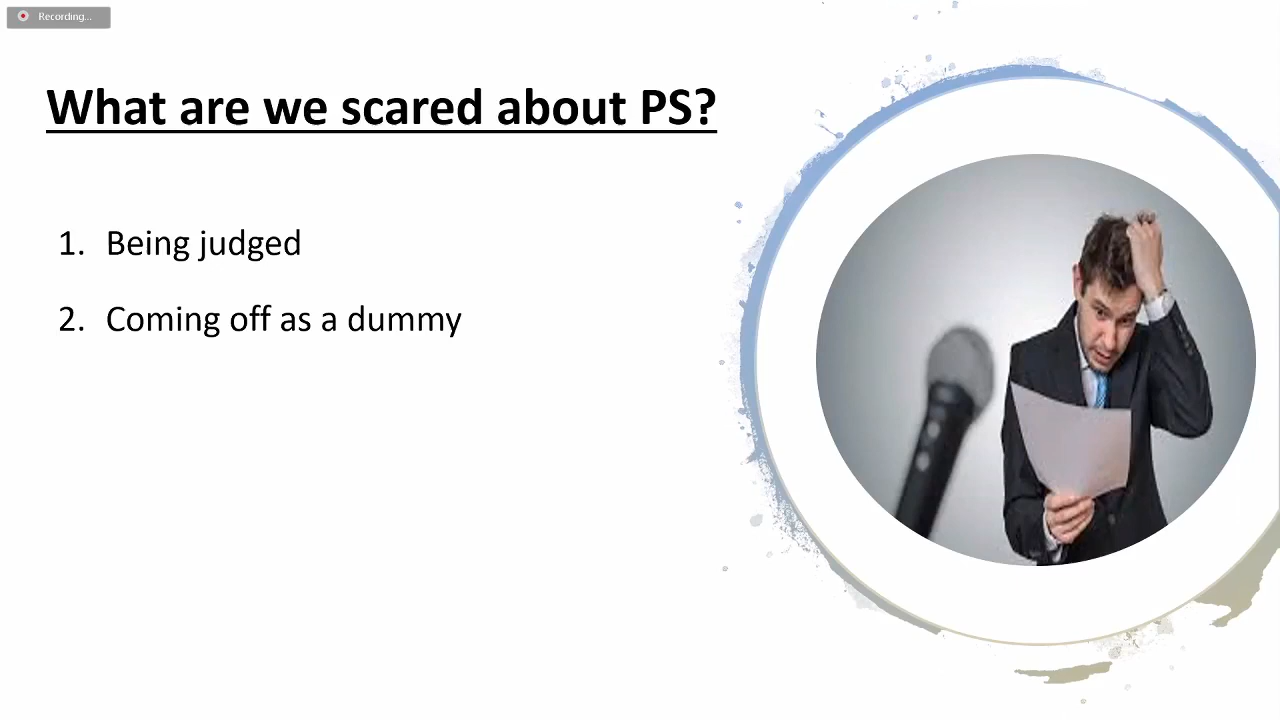 Recording...
What are we scared about PS?
1. Being judged
2. Coming off as a dummy